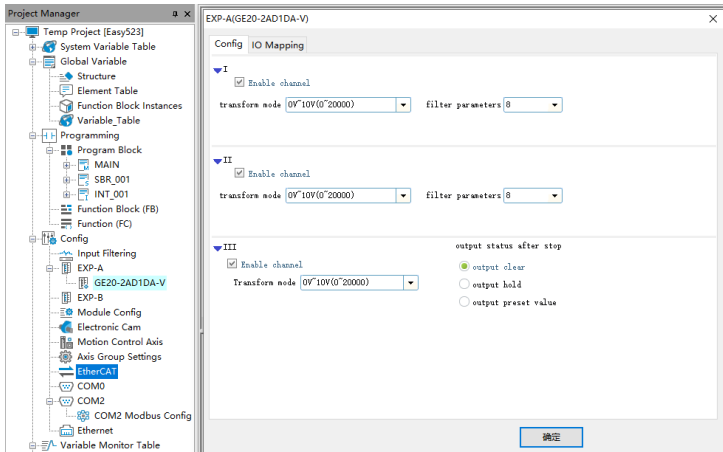 Project Manager
Temp Project [Easy523]
System Variable Table
Global Variable
Structure
Element Table
Function Block Instances
Variable_Table
Programming
Program Block
MAIN
SBR_001
INT_001
Function Block (FB)
Function (FC)
Config
Input Filtering
EXP-A
GE20-2AD1DA-V
EXP-B
Module Config
Electronic Cam
Motion Control Axis
Axis Group Settings
EtherCAT
COM0
COM2
COM2 Modbus Config
Ethernet
Variable Monitor Table
EXP-A(GE20-2AD1DA-V)
Config IO Mapping
I
Enable channel
transform mode 0V~10V(0~20000) filter parameters 8
II
Enable channel
transform mode 0V~10V(0~20000) filter parameters 8
III
Enable channel
Transform mode 0V~10V(0~20000)
output status after stop
output clear
output hold
output preset value
确定